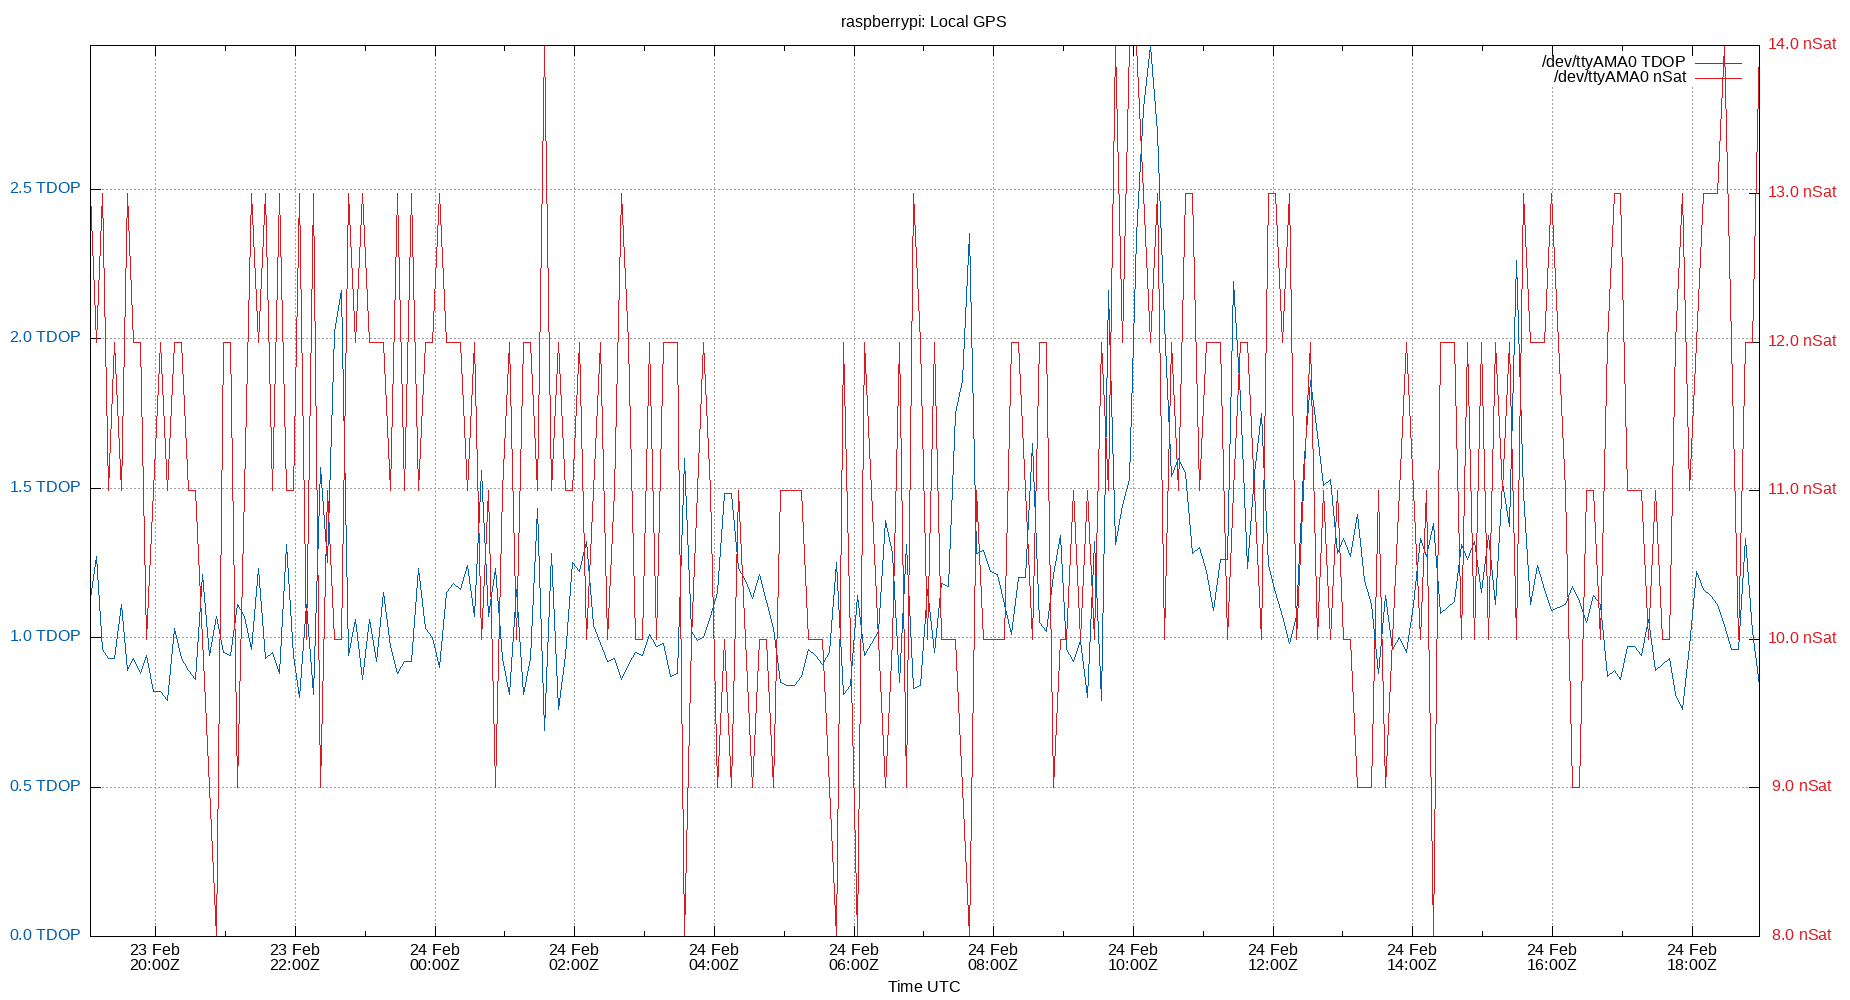 raspberrypi: Local GPS
14.0 nSat
/dev/ttyAMA0 TDOP
/dev/ttyAMA0 nSat
2.5 TDOP
13.0 nSat
2.0 TDOP
12.0 nSat
1.5 TDOP
11.0 nSat
1.0 TDOP
10.0 nSat
0.5 TDOP
9.0 nSat
0.0 TDOP
8.0 nSat
23 Feb 23 Feb 24 Feb 24 Feb 24 Feb 24 Feb 24 Feb 24 Feb 24 Feb 24 Feb 24 Feb 24 Feb
20:00Z 22:00Z 00:00Z 02:00Z 04:00Z 06:00Z 08:00Z 10:00Z 12:00Z 14:00Z 16:00Z 18:00Z
Time UTC